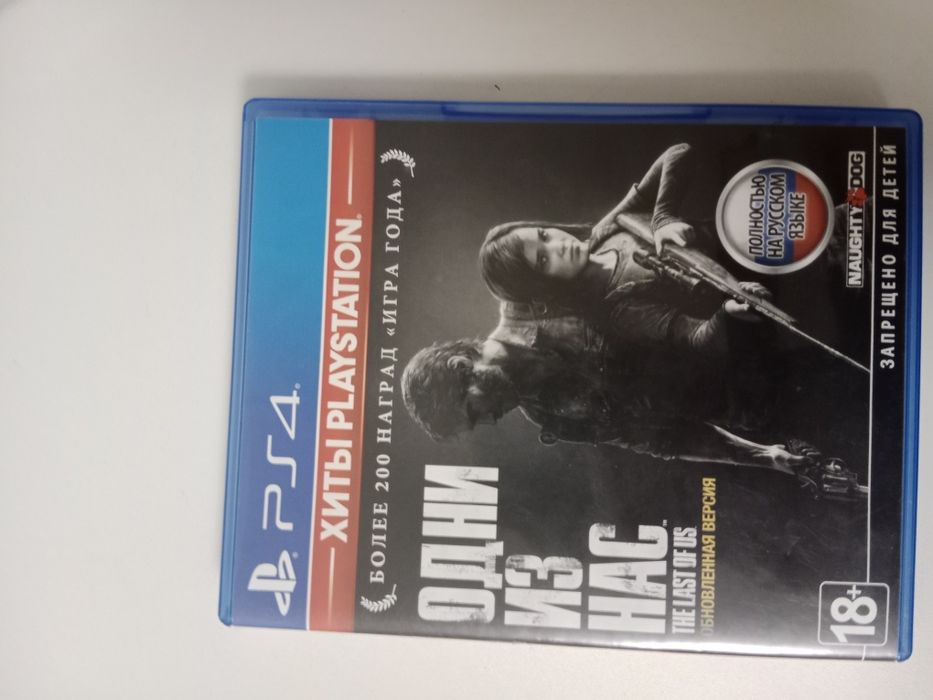 PS4
ХИТЫ PLAYSTATION®
БОЛЕЕ 200 НАГРАД «ИГРА ГОДА»
ОДНИ
ИЗ
НАС™
THE LAST OF US
ОБНОВЛЕННАЯ ВЕРСИЯ
ПОЛНОСТЬЮ
НА РУССКОМ
ЯЗЫКЕ
NAUGHTY DOG
18+
ЗАПРЕЩЕНО ДЛЯ ДЕТЕЙ